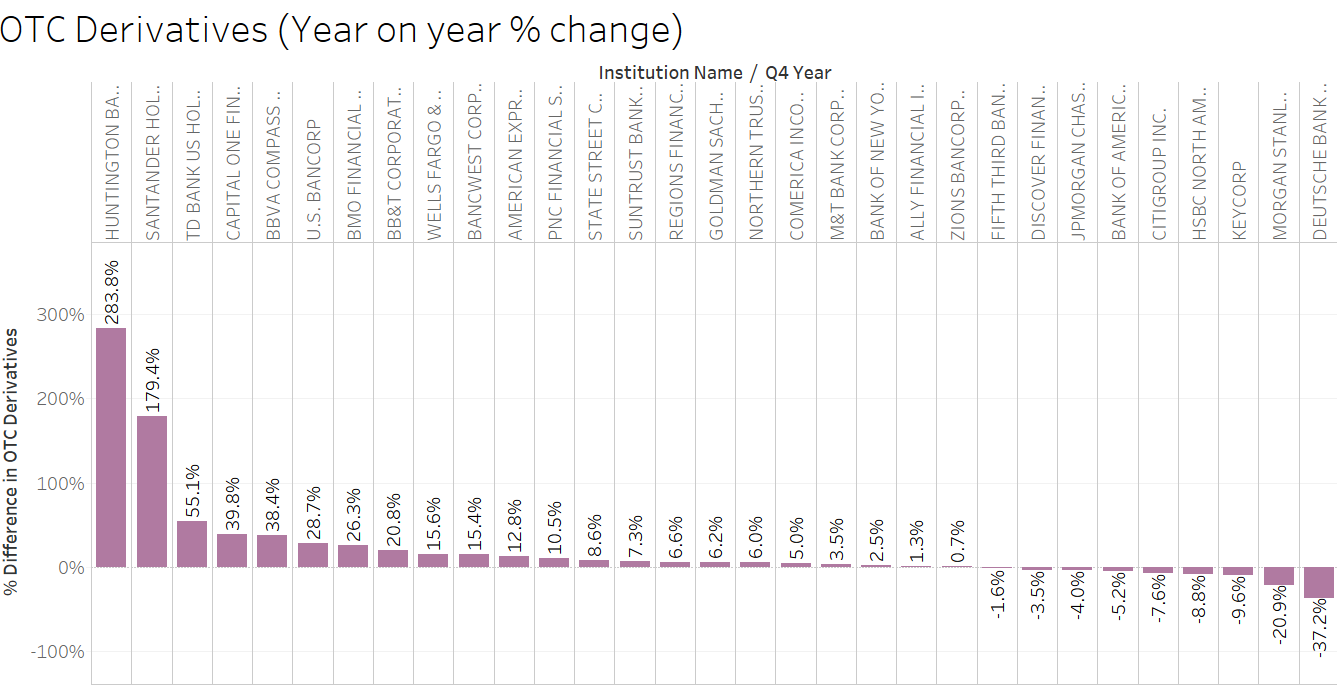 OTC Derivatives (Year on year % change)
Institution Name / Q4 Year
HUNTINGTON BA..
SANTANDER HOL..
TD BANK US HOL..
CAPITAL ONE FIN..
BBVA COMPASS ..
U.S. BANCORP
BMO FINANCIAL ..
BB&T CORPORAT..
WELLS FARGO & ..
BANCWEST CORP..
AMERICAN EXPR..
PNC FINANCIAL S..
STATE STREET C..
SUNTRUST BANK..
REGIONS FINANC..
GOLDMAN SACH..
NORTHERN TRUS..
COMERICA INCO..
M&T BANK CORP..
BANK OF NEW YO..
ALLY FINANCIAL I..
ZIONS BANCORP..
FIFTH THIRD BAN..
DISCOVER FINAN..
JPMORGAN CHAS..
BANK OF AMERIC..
CITIGROUP INC.
HSBC NORTH AM..
KEYCORP
MORGAN STANL..
DEUTSCHE BANK ..
% Difference in OTC Derivatives
300%
200%
100%
0%
-100%
283.8%
179.4%
55.1%
39.8%
38.4%
28.7%
26.3%
20.8%
15.6%
15.4%
12.8%
10.5%
8.6%
7.3%
6.6%
6.2%
6.0%
5.0%
3.5%
2.5%
1.3%
0.7%
-1.6%
-3.5%
-4.0%
-5.2%
-7.6%
-8.8%
-9.6%
-20.9%
-37.2%